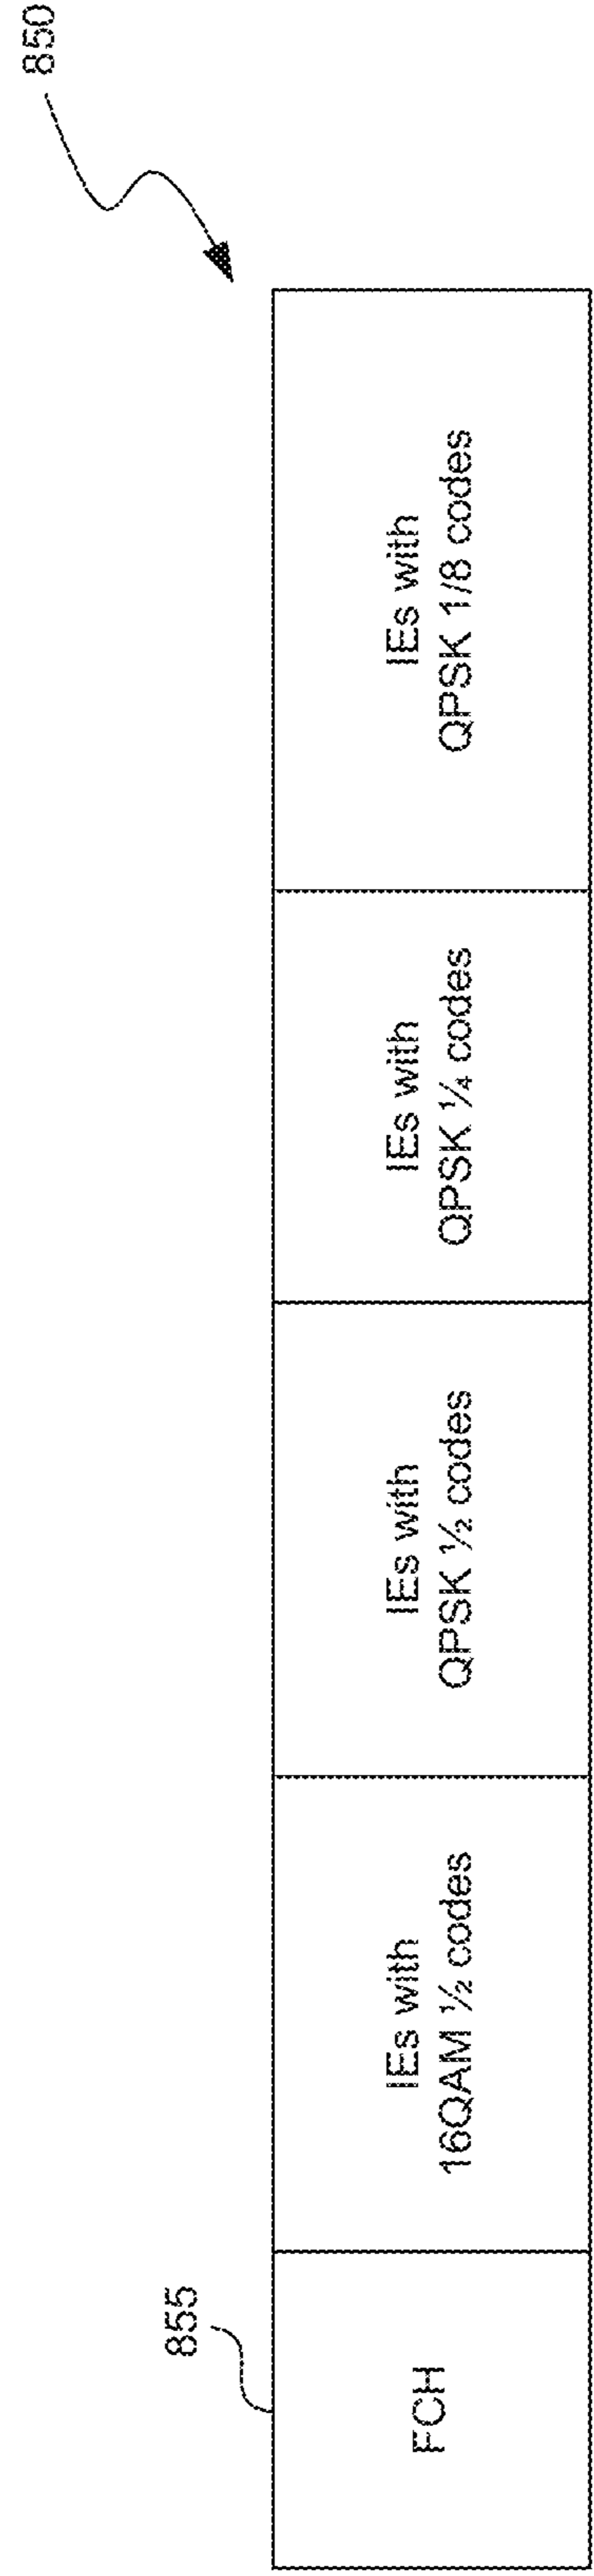 850
855
FCH
IEs with
16QAM ½ codes
IEs with
QPSK ½ codes
IEs with
QPSK ¼ codes
IEs with
QPSK 1/8 codes